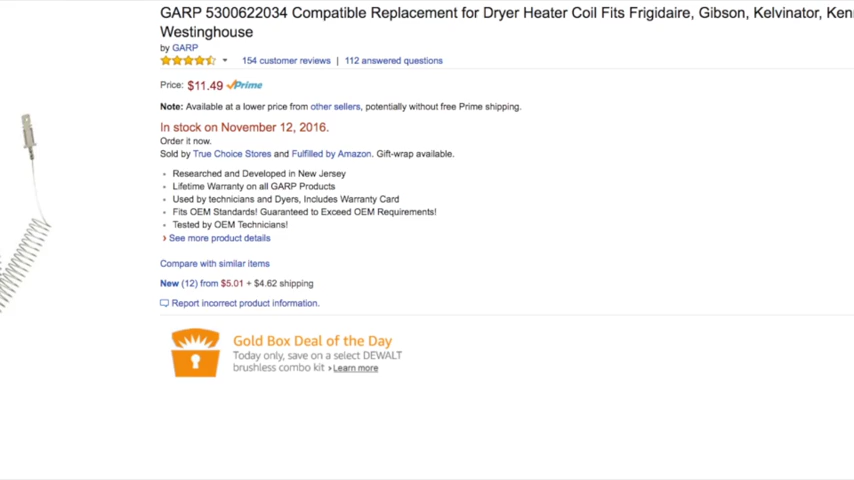 GARP 5300622034 Compatible Replacement for Dryer Heater Coil Fits Frigidaire, Gibson, Kelvinator,
Westinghouse
by GARP
154 customer reviews | 112 answered questions
Price: $11.49 Prime
Note: Available at a lower price from other sellers, potentially without free Prime shipping.
In stock on November 12, 2016.
Order it now.
Sold by True Choice Stores and Fulfilled by Amazon. Gift-wrap available.
• Researched and Developed in New Jersey
• Lifetime Warranty on all GARP Products
• Used by technicians and Dyers, Includes Warranty Card
• Fits OEM Standards! Guaranteed to Exceed OEM Requirements!
• Tested by OEM Technicians!
› See more product details
Compare with similar items
New (12) from $5.01 + $4.62 shipping
Report incorrect product information.
Gold Box Deal of the Day
Today only, save on a select DEWALT
brushless combo kit › Learn more